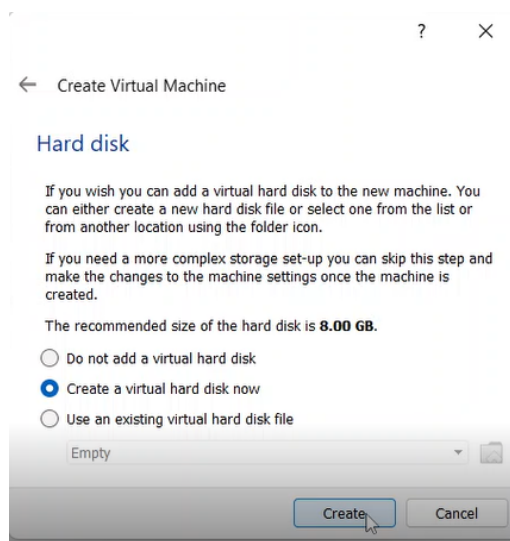 ?
Create Virtual Machine
Hard disk
If you wish you can add a virtual hard disk to the new machine. You
can either create a new hard disk file or select one from the list or
from another location using the folder icon.
If you need a more complex storage set-up you can skip this step and
make the changes to the machine settings once the machine is
created.
The recommended size of the hard disk is 8.00 GB.
Do not add a virtual hard disk
Create a virtual hard disk now
Use an existing virtual hard disk file
Empty
Create Cancel